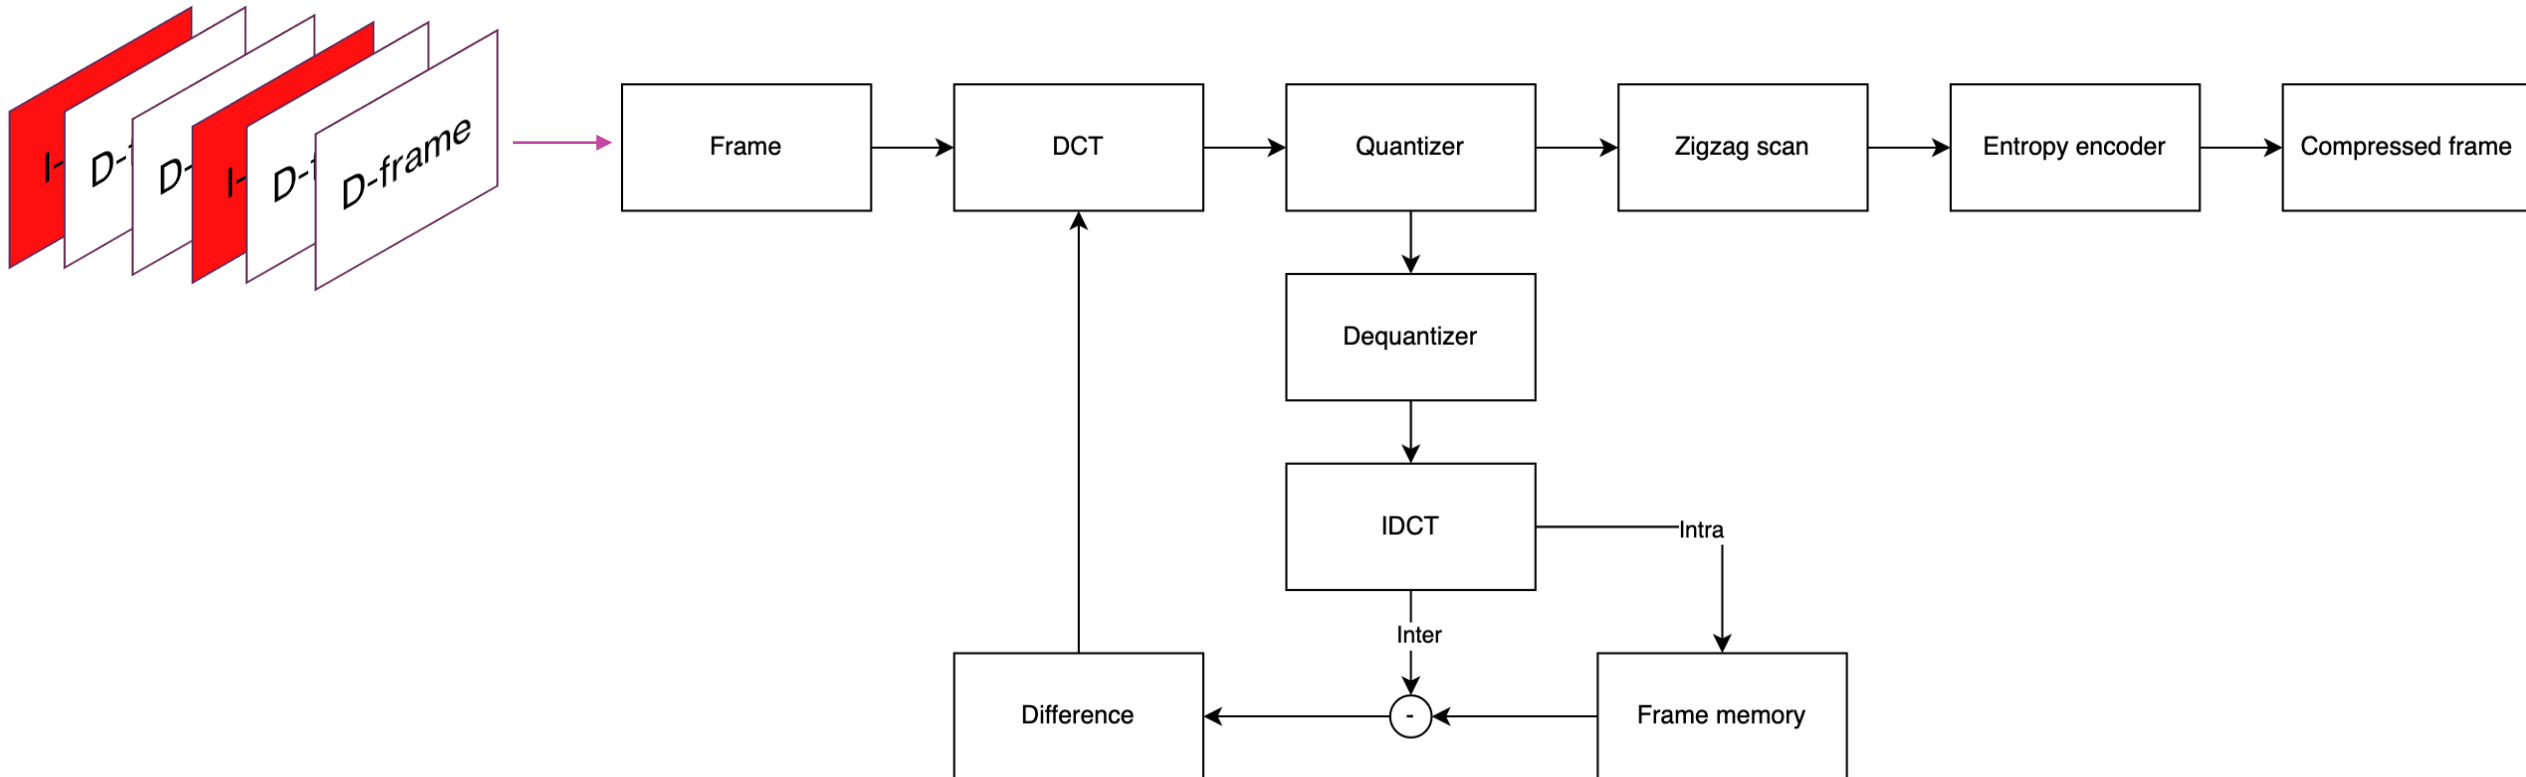 I-
D-f
D-
I-
D-f
D-frame
Frame
DCT
Quantizer
Zigzag scan
Entropy encoder
Compressed frame
Dequantizer
IDCT
Intra
Inter
Difference
-
Frame memory